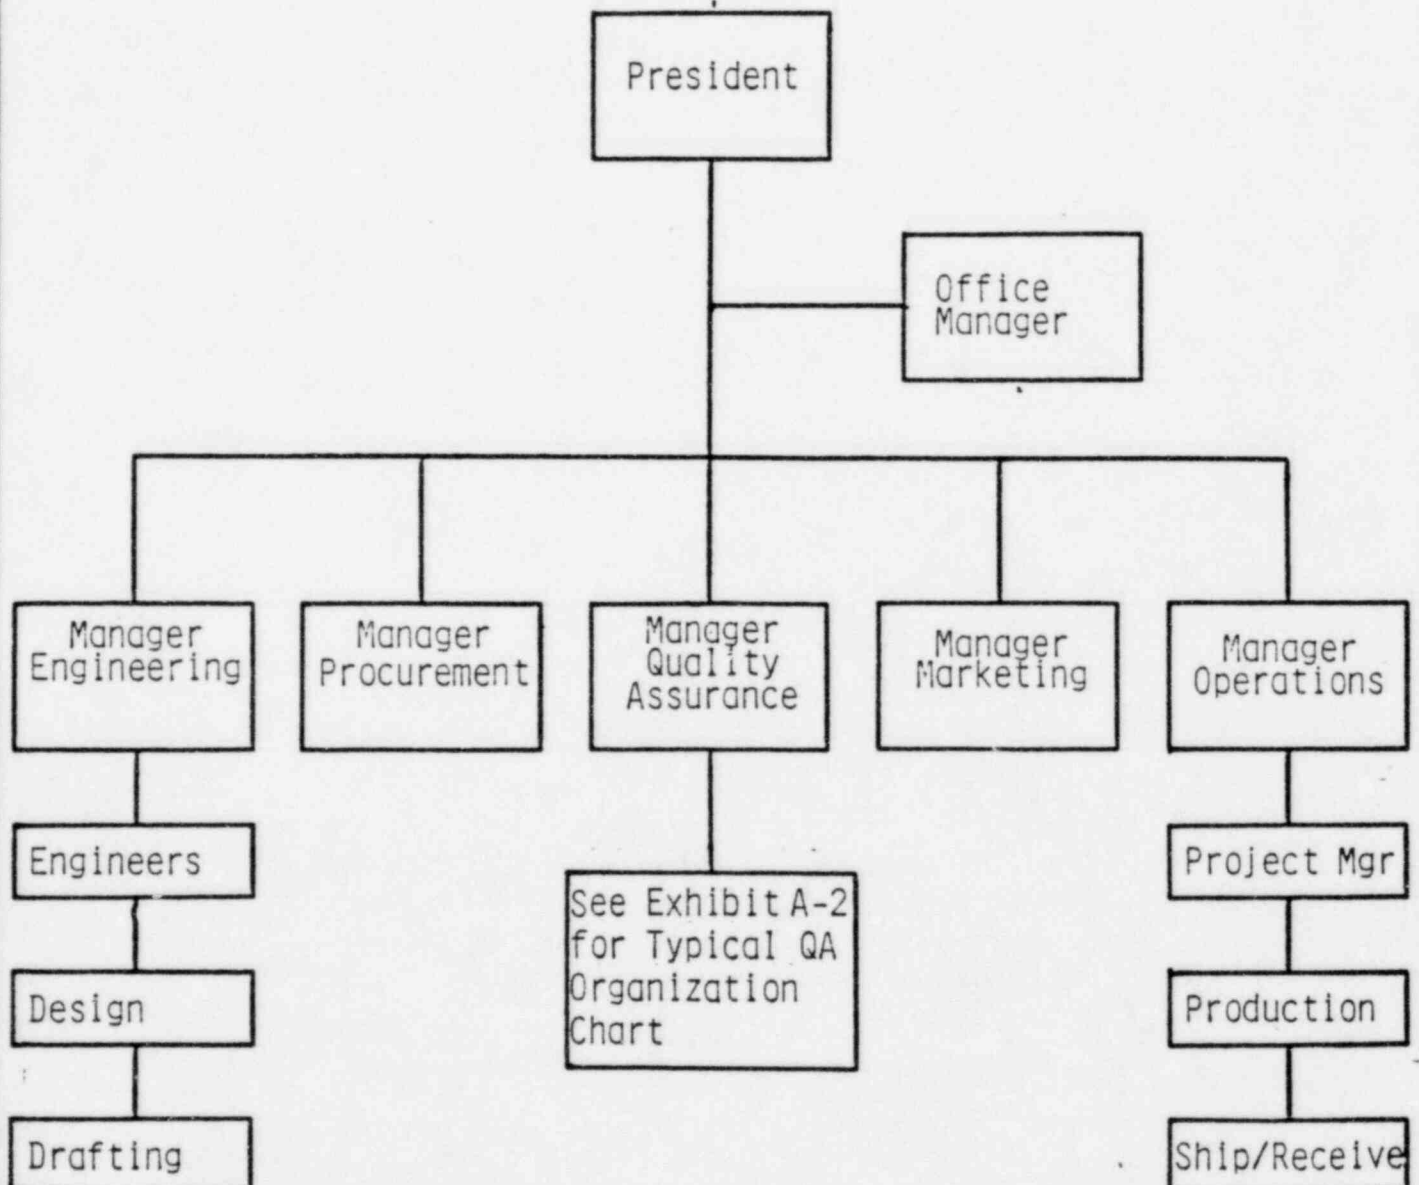 President
Office
Manager
Manager
Engineering
Manager
Procurement
Manager
Quality
Assurance
Manager
Marketing
Manager
Operations
Engineers
Design
Drafting
See Exhibit A-2
for Typical QA
Organization
Chart
Project Mgr
Production
Ship/Receive